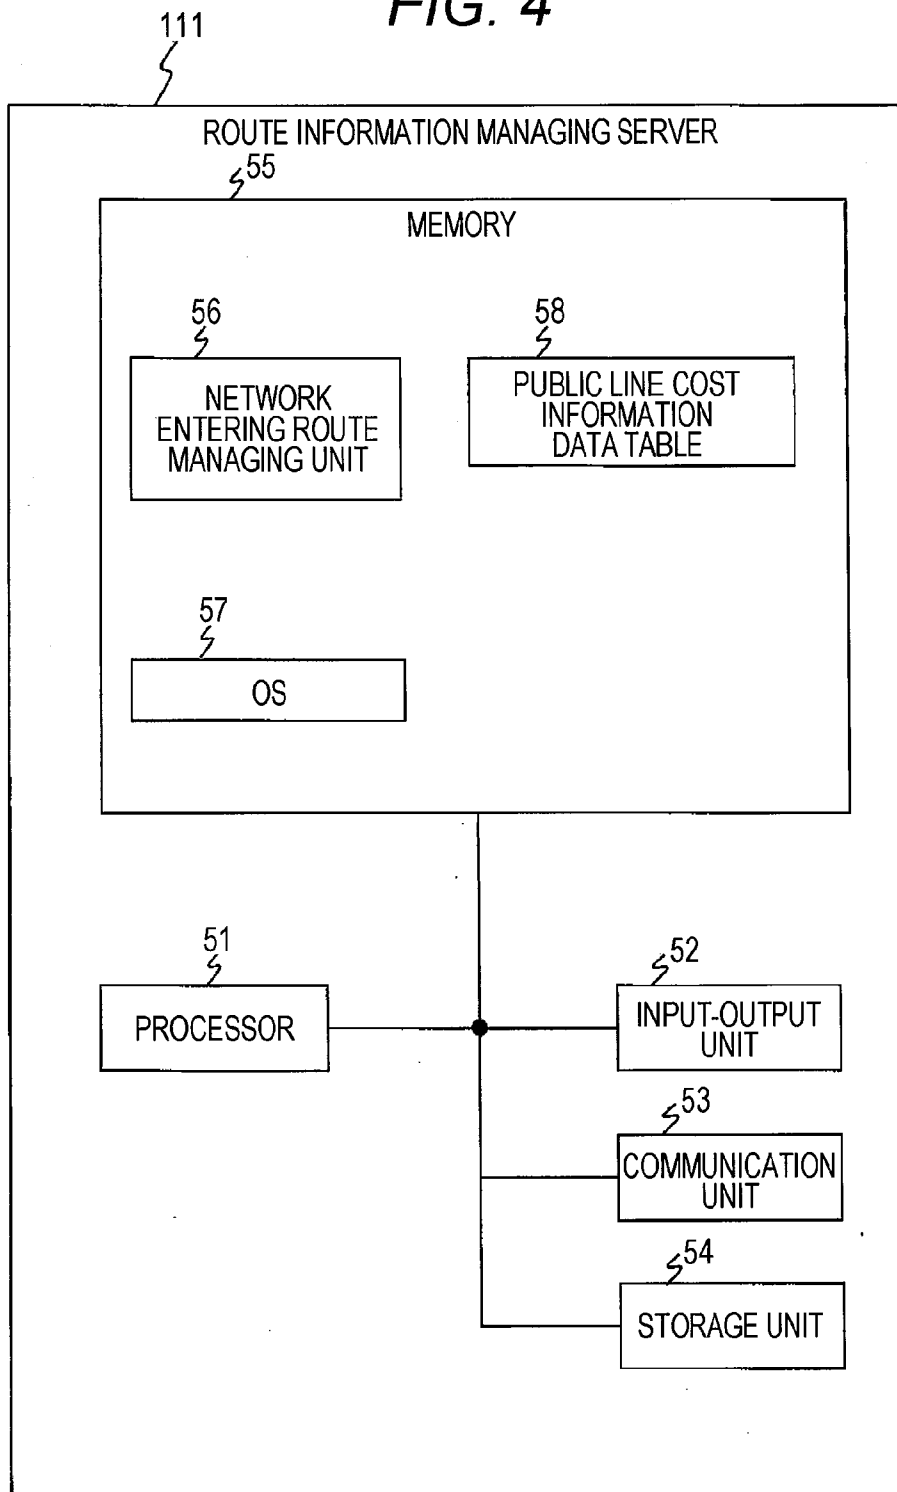 FIG. 4
111
ROUTE INFORMATION MANAGING SERVER
55
MEMORY
56
NETWORK
ENTERING ROUTE
MANAGING UNIT
58
PUBLIC LINE COST
INFORMATION
DATA TABLE
57
OS
51
PROCESSOR
52
INPUT-OUTPUT
UNIT
53
COMMUNICATION
UNIT
54
STORAGE UNIT